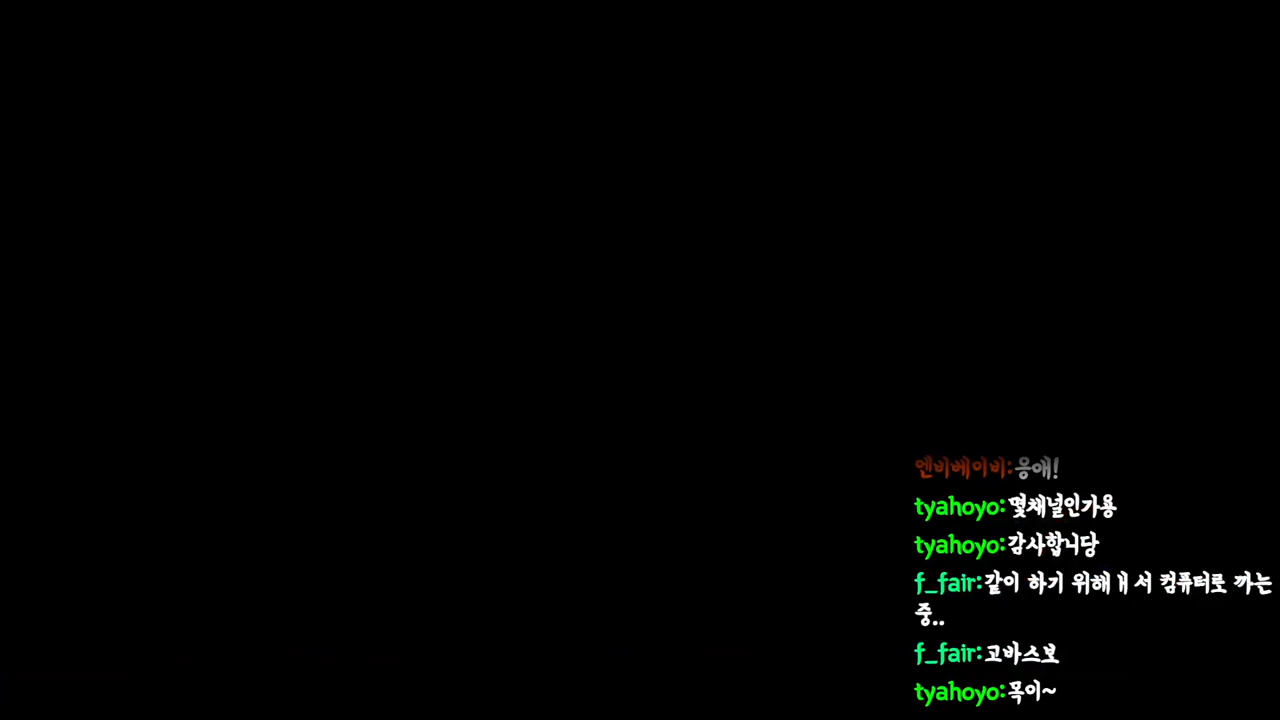 엔비베이비:응애!
tyahoyo:몇채널인가용
tyahoyo:감사합니당
f_fair:같이 하기 위해ㅐ서 컴퓨터로 까는
중..
f_fair:고바스보
tyahoyo:목이~